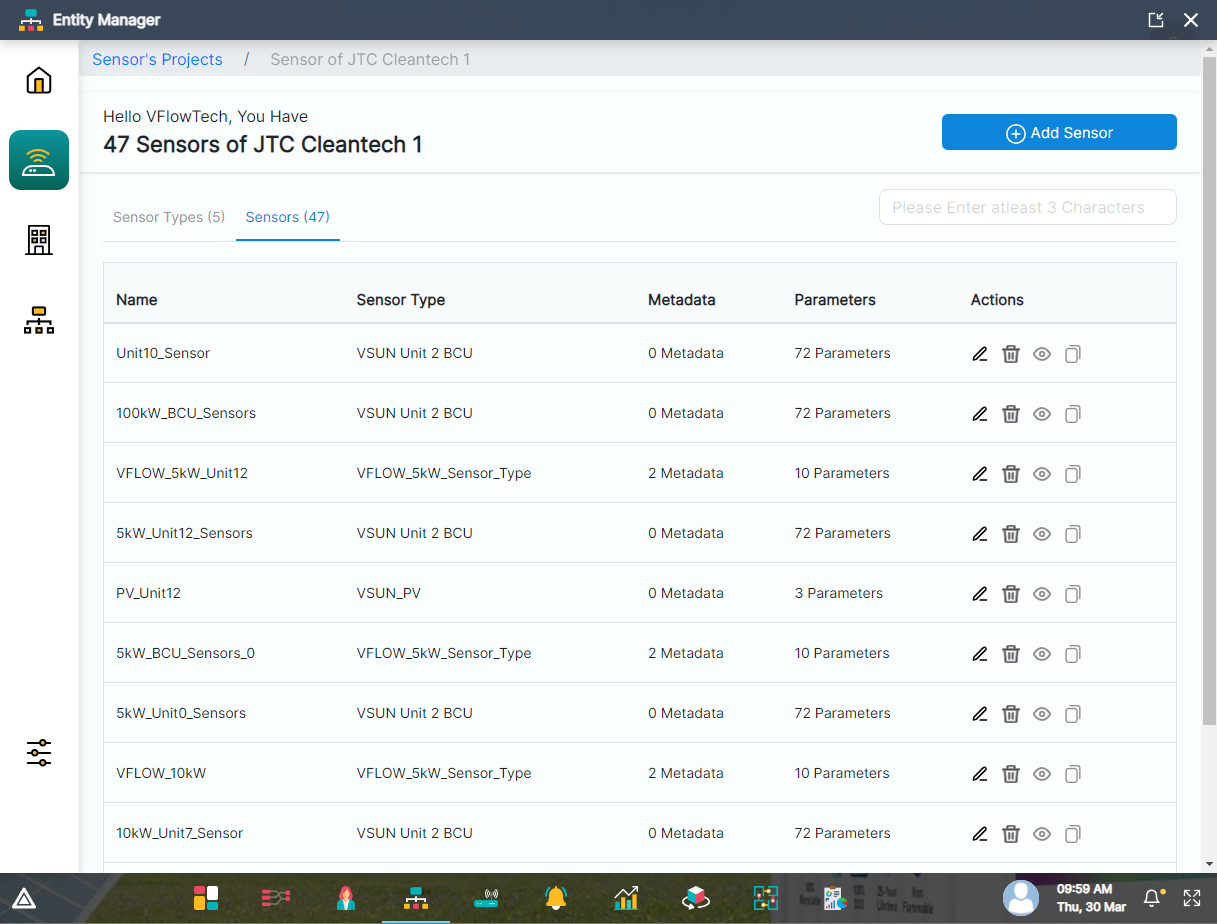 Entity Manager
Sensor's Projects / Sensor of JTC Cleantech 1
Hello VFlowTech, You Have
47 Sensors of JTC Cleantech 1
Add Sensor
Sensor Types (5) Sensors (47)
Please Enter atleast 3 Characters
Name Sensor Type Metadata Parameters Actions
Unit10_Sensor VSUN Unit 2 BCU 0 Metadata 72 Parameters
100kW_BCU_Sensors VSUN Unit 2 BCU 0 Metadata 72 Parameters
VFLOW_5kW_Unit12 VFLOW_5kW_Sensor_Type 2 Metadata 10 Parameters
5kW_Unit12_Sensors VSUN Unit 2 BCU 0 Metadata 72 Parameters
PV_Unit12 VSUN_PV 0 Metadata 3 Parameters
5kW_BCU_Sensors_0 VFLOW_5kW_Sensor_Type 2 Metadata 10 Parameters
5kW_Unit0_Sensors VSUN Unit 2 BCU 0 Metadata 72 Parameters
VFLOW_10kW VFLOW_5kW_Sensor_Type 2 Metadata 10 Parameters
10kW_Unit7_Sensor VSUN Unit 2 BCU 0 Metadata 72 Parameters
09:59 AM
Thu, 30 Mar